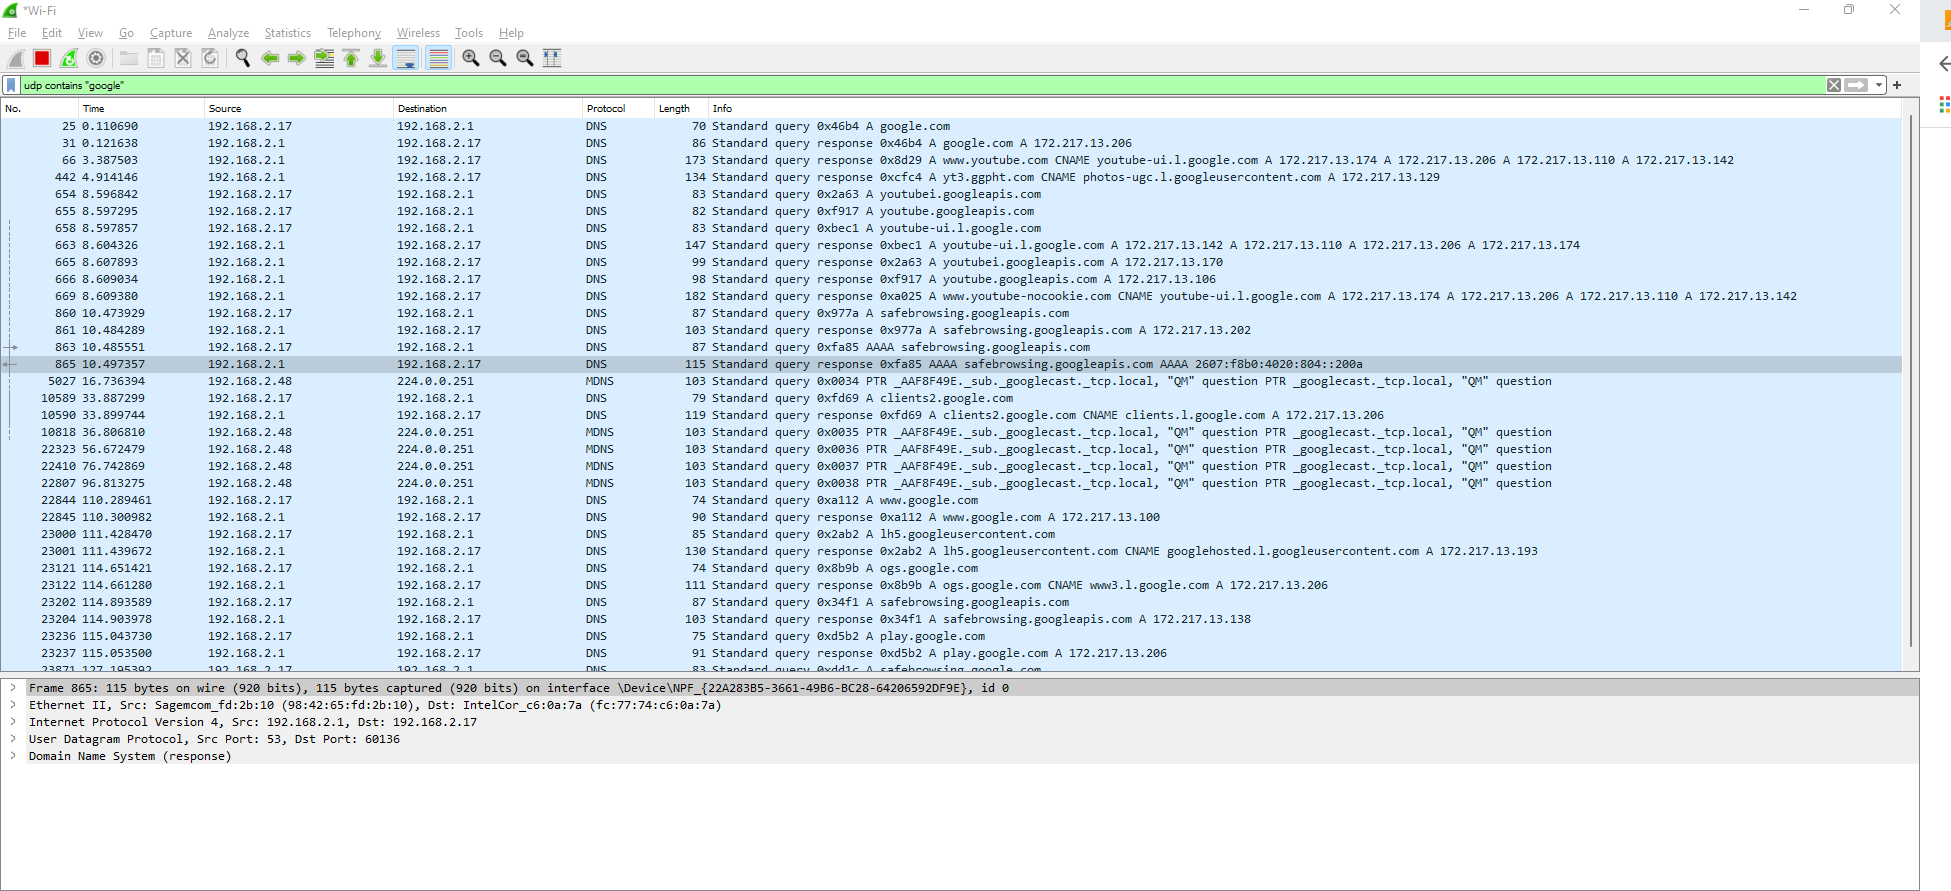 *Wi-Fi
File Edit View Go Capture Analyze Statistics Telephony Wireless Tools Help
udp contains "google"
No. Time Source Destination Protocol Length Info
25 0.110690 192.168.2.17 192.168.2.1 DNS 70 Standard query 0x46b4 A google.com
31 0.121638 192.168.2.1 192.168.2.17 DNS 86 Standard query response 0x46b4 A google.com A 172.217.13.206
66 3.387503 192.168.2.1 192.168.2.17 DNS 173 Standard query response 0x8d29 A www.youtube.com CNAME youtube-ui.l.google.com A 172.217.13.174 A 172.217.13.206 A 172.217.13.110 A 172.217.13.142
442 4.914146 192.168.2.1 192.168.2.17 DNS 134 Standard query response 0xcfc4 A yt3.ggpht.com CNAME photos-ugc.l.googleusercontent.com A 172.217.13.129
654 8.596842 192.168.2.17 192.168.2.1 DNS 83 Standard query 0x2a63 A youtubei.googleapis.com
655 8.597295 192.168.2.17 192.168.2.1 DNS 82 Standard query 0xf917 A youtube.googleapis.com
658 8.597857 192.168.2.17 192.168.2.1 DNS 83 Standard query 0xbec1 A youtube-ui.l.google.com
663 8.604326 192.168.2.1 192.168.2.17 DNS 147 Standard query response 0xbec1 A youtube-ui.l.google.com A 172.217.13.142 A 172.217.13.110 A 172.217.13.206 A 172.217.13.174
665 8.607893 192.168.2.1 192.168.2.17 DNS 99 Standard query response 0x2a63 A youtubei.googleapis.com A 172.217.13.170
666 8.609034 192.168.2.1 192.168.2.17 DNS 98 Standard query response 0xf917 A youtube.googleapis.com A 172.217.13.106
669 8.609380 192.168.2.1 192.168.2.17 DNS 182 Standard query response 0xa025 A www.youtube-nocookie.com CNAME youtube-ui.l.google.com A 172.217.13.174 A 172.217.13.206 A 172.217.13.110 A 172.217.13.142
860 10.473929 192.168.2.17 192.168.2.1 DNS 87 Standard query 0x977a A safebrowsing.googleapis.com
861 10.484289 192.168.2.1 192.168.2.17 DNS 103 Standard query response 0x977a A safebrowsing.googleapis.com A 172.217.13.202
863 10.485551 192.168.2.17 192.168.2.1 DNS 87 Standard query 0xfa85 AAAA safebrowsing.googleapis.com
865 10.497357 192.168.2.1 192.168.2.17 DNS 115 Standard query response 0xfa85 AAAA safebrowsing.googleapis.com AAAA 2607:f8b0:4020:804::200a
5027 16.736394 192.168.2.48 224.0.0.251 MDNS 103 Standard query 0x0034 PTR _AAF8F49E._sub._googlecast._tcp.local, "QM" question PTR _googlecast._tcp.local, "QM" question
10589 33.887299 192.168.2.17 192.168.2.1 DNS 79 Standard query 0xfd69 A clients2.google.com
10590 33.899744 192.168.2.1 192.168.2.17 DNS 119 Standard query response 0xfd69 A clients2.google.com CNAME clients.l.google.com A 172.217.13.206
10818 36.806810 192.168.2.48 224.0.0.251 MDNS 103 Standard query 0x0035 PTR _AAF8F49E._sub._googlecast._tcp.local, "QM" question PTR _googlecast._tcp.local, "QM" question
22323 56.672479 192.168.2.48 224.0.0.251 MDNS 103 Standard query 0x0036 PTR _AAF8F49E._sub._googlecast._tcp.local, "QM" question PTR _googlecast._tcp.local, "QM" question
22410 76.742869 192.168.2.48 224.0.0.251 MDNS 103 Standard query 0x0037 PTR _AAF8F49E._sub._googlecast._tcp.local, "QM" question PTR _googlecast._tcp.local, "QM" question
22807 96.813275 192.168.2.48 224.0.0.251 MDNS 103 Standard query 0x0038 PTR _AAF8F49E._sub._googlecast._tcp.local, "QM" question PTR _googlecast._tcp.local, "QM" question
22844 110.289461 192.168.2.17 192.168.2.1 DNS 74 Standard query 0xa112 A www.google.com
22845 110.300982 192.168.2.1 192.168.2.17 DNS 90 Standard query response 0xa112 A www.google.com A 172.217.13.100
23000 111.428470 192.168.2.17 192.168.2.1 DNS 85 Standard query 0x2ab2 A lh5.googleusercontent.com
23001 111.439672 192.168.2.1 192.168.2.17 DNS 130 Standard query response 0x2ab2 A lh5.googleusercontent.com CNAME googlehosted.l.googleusercontent.com A 172.217.13.193
23121 114.651421 192.168.2.17 192.168.2.1 DNS 74 Standard query 0x8b9b A ogs.google.com
23122 114.661280 192.168.2.1 192.168.2.17 DNS 111 Standard query response 0x8b9b A ogs.google.com CNAME www3.l.google.com A 172.217.13.206
23202 114.893589 192.168.2.17 192.168.2.1 DNS 87 Standard query 0x34f1 A safebrowsing.googleapis.com
23204 114.903978 192.168.2.1 192.168.2.17 DNS 103 Standard query response 0x34f1 A safebrowsing.googleapis.com A 172.217.13.138
23236 115.043730 192.168.2.17 192.168.2.1 DNS 75 Standard query 0xd5b2 A play.google.com
23237 115.053500 192.168.2.1 192.168.2.17 DNS 91 Standard query response 0xd5b2 A play.google.com A 172.217.13.206
23871 127.195392 192.168.2.17 192.168.2.1 DNS 83 Standard query 0xdd1c A safebrowsing.google.com
Frame 865: 115 bytes on wire (920 bits), 115 bytes captured (920 bits) on interface \Device\NPF_{22A283B5-3661-49B6-BC28-64206592DF9E}, id 0
Ethernet II, Src: Sagemcom_fd:2b:10 (98:42:65:fd:2b:10), Dst: IntelCor_c6:0a:7a (fc:77:74:c6:0a:7a)
Internet Protocol Version 4, Src: 192.168.2.1, Dst: 192.168.2.17
User Datagram Protocol, Src Port: 53, Dst Port: 60136
Domain Name System (response)